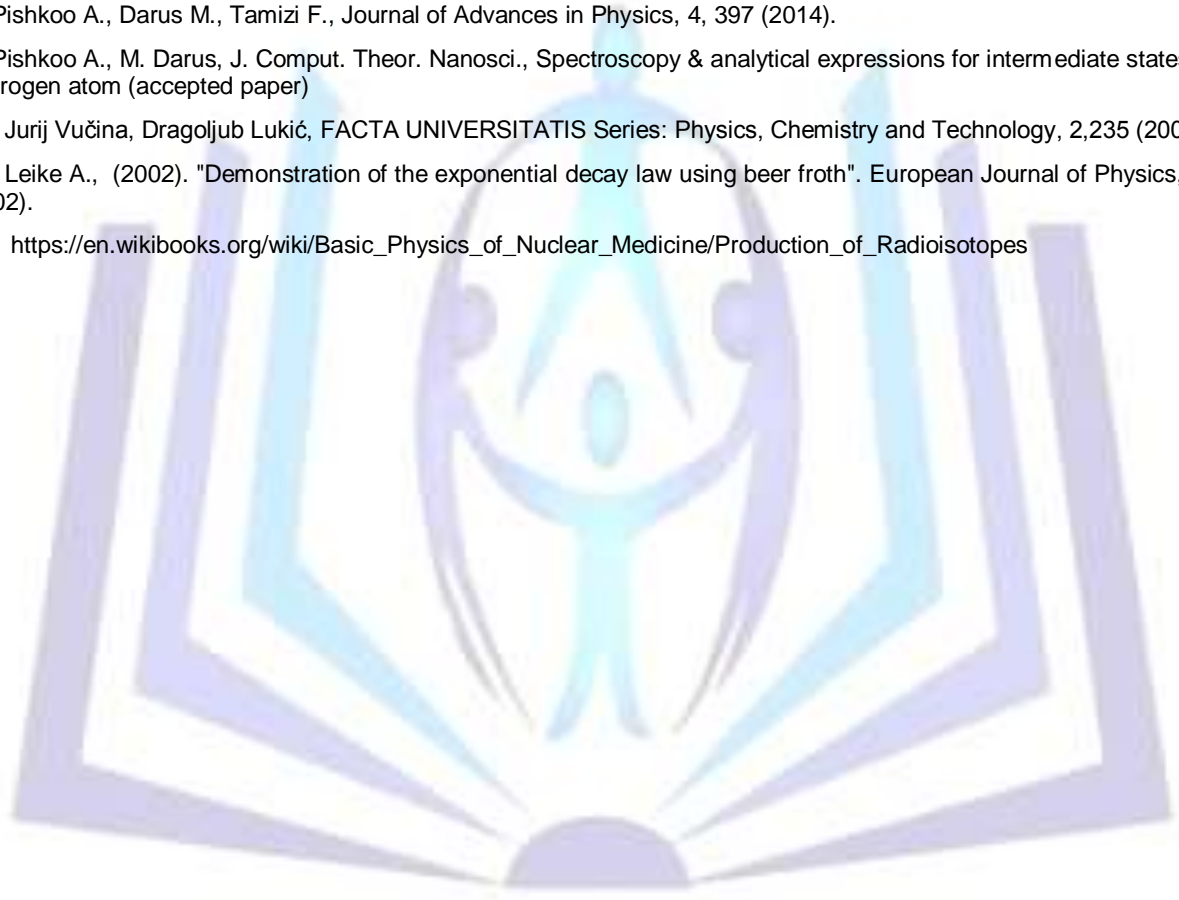 Pishkoo A., Darus M., Tamizi F., Journal of Advances in Physics, 4, 397 (2014).
Pishkoo A., M. Darus, J. Comput. Theor. Nanosci., Spectroscopy & analytical expressions for intermediate states
rogen atom (accepted paper)
Jurij Vučina, Dragoljub Lukić, FACTA UNIVERSITATIS Series: Physics, Chemistry and Technology, 2,235 (200
Leike A., (2002). "Demonstration of the exponential decay law using beer froth". European Journal of Physics,
02).
https://en.wikibooks.org/wiki/Basic_Physics_of_Nuclear_Medicine/Production_of_Radioisotopes